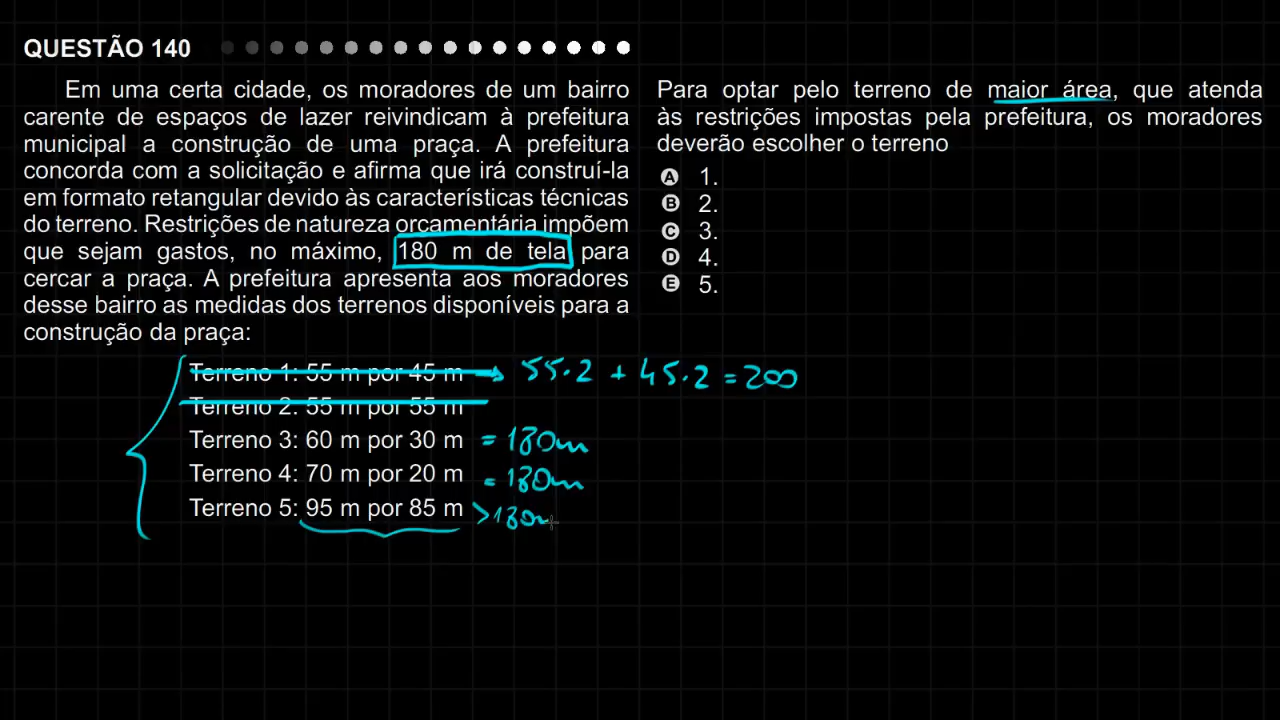 QUESTÃO 140
Em uma certa cidade, os moradores de um bairro
carente de espaços de lazer reivindicam à prefeitura
municipal a construção de uma praça. A prefeitura
concorda com a solicitação e afirma que irá construí-la
em formato retangular devido às características técnicas
do terreno. Restrições de natureza orçamentária impõem
que sejam gastos, no máximo, 180 m de tela para
cercar a praça. A prefeitura apresenta aos moradores
desse bairro as medidas dos terrenos disponíveis para a
construção da praça:
Terreno 1: 55 m por 45 m 55.2 + 45.2 = 200
Terreno 2: 55 m por 55 m
Terreno 3: 60 m por 30 m = 180m
Terreno 4: 70 m por 20 m = 180m
Terreno 5: 95 m por 85 m >180m
Para optar pelo terreno de maior área, que atenda
às restrições impostas pela prefeitura, os moradores
deverão escolher o terreno
A 1.
B 2.
C 3.
D 4.
E 5.